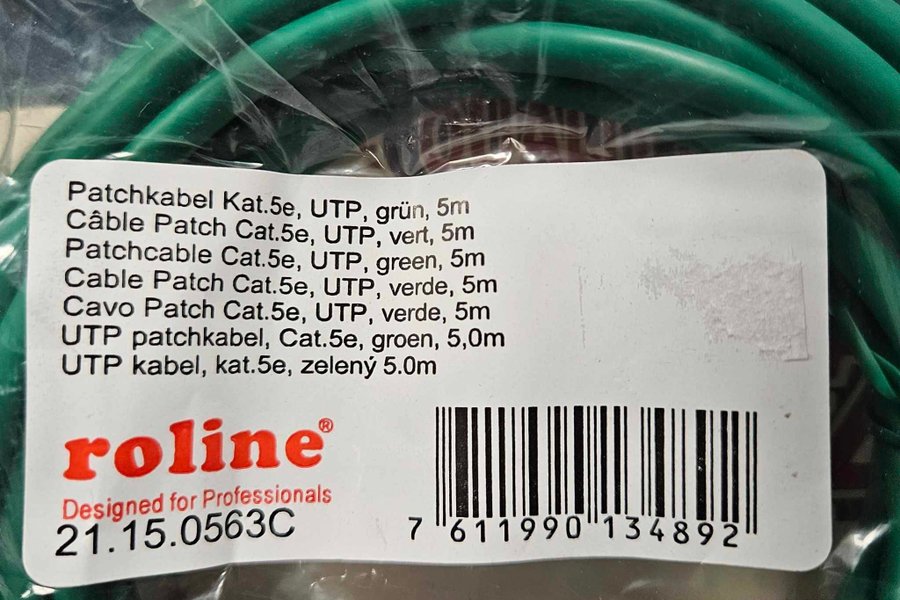 Patchkabel Kat.5e, UTP, grün, 5m
Câble Patch Cat.5e, UTP, vert, 5m
Patchcable Cat.5e, UTP, green, 5m
Cable Patch Cat.5e, UTP, verde, 5m
Cavo Patch Cat.5e, UTP, verde, 5m
UTP patchkabel, Cat.5e, groen, 5,0m
UTP kabel, kat.5e, zelený 5.0m
roline®
Designed for Professionals
21.15.0563C
7 611990 134892